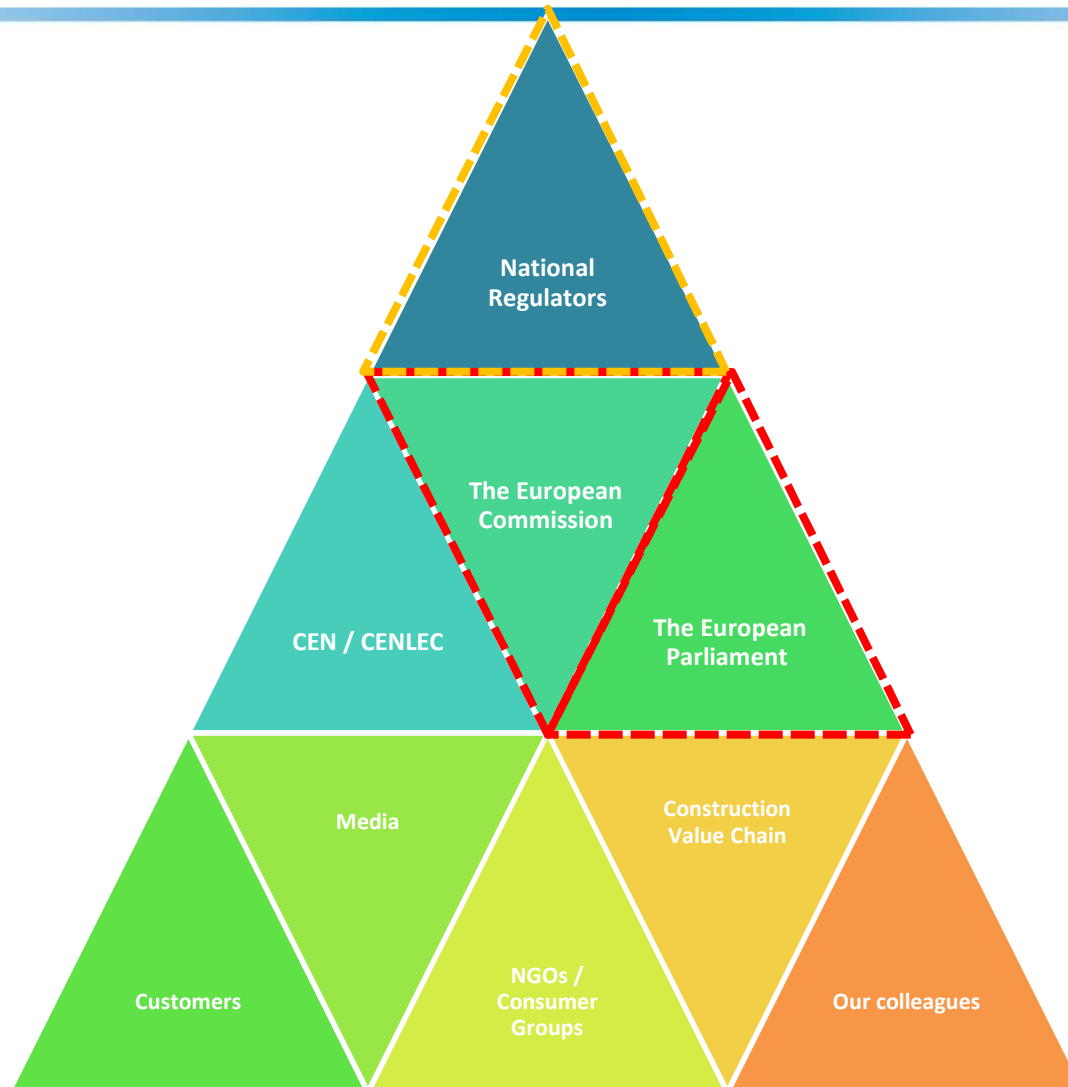 National
Regulators
The European
Commission
CEN / CENLEC
The European
Parliament
Media
Construction
Value Chain
Customers
NGOs /
Consumer
Groups
Our colleagues